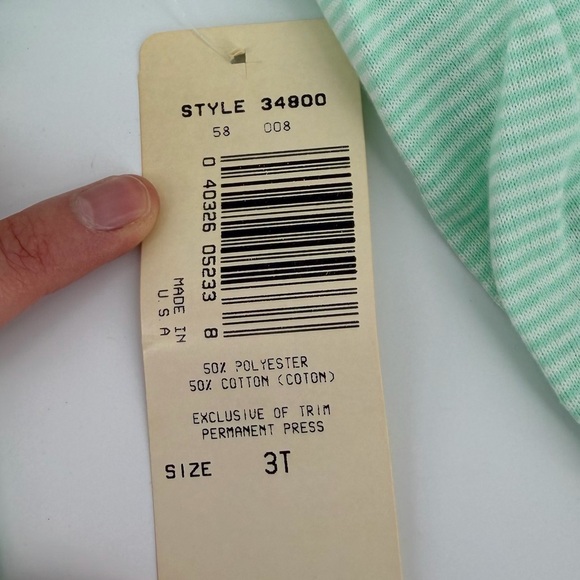 STYLE 34800
58 008
0 40326 05233 8
MADE IN
U.S.A
50% POLYESTER
50% COTTON (COTON)
EXCLUSIVE OF TRIM
PERMANENT PRESS
SIZE 3T